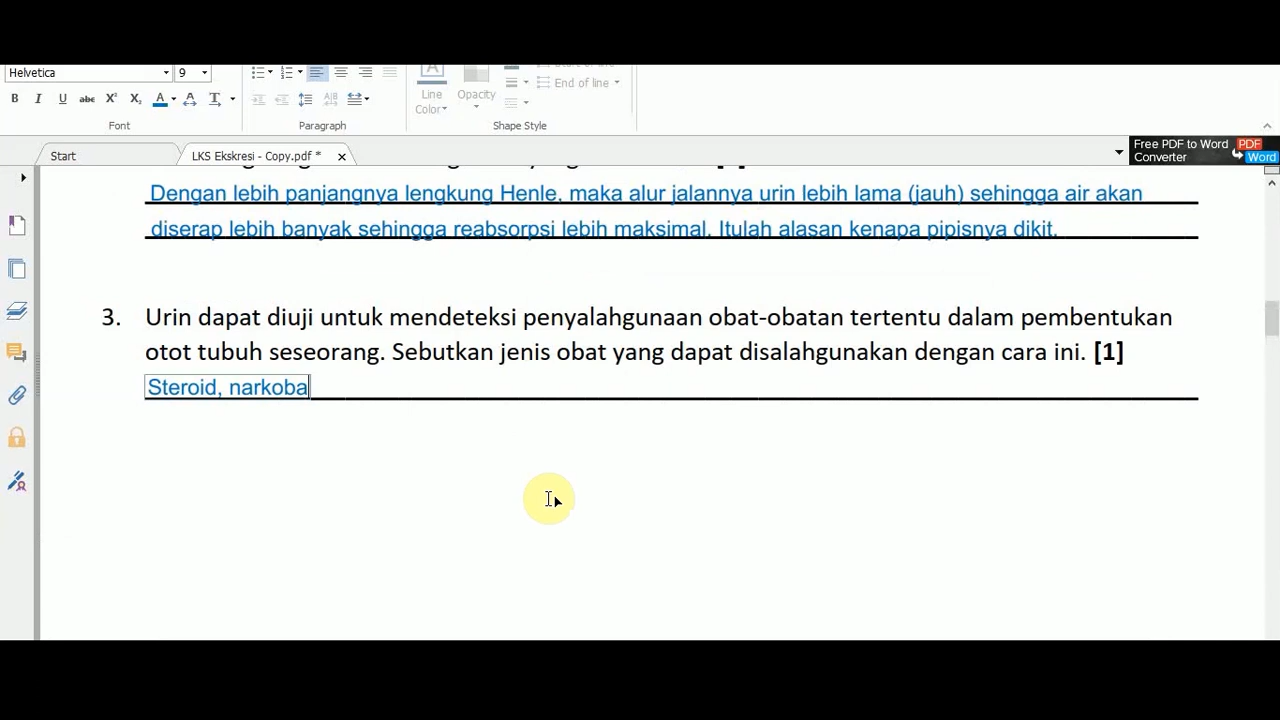 Helvetica 9
End of line
B I U abc X² X₂ A A T Line Color Opacity
Font Paragraph Shape Style
Start LKS Ekskresi - Copy.pdf * x Free PDF to Word Converter PDF Word
Dengan lebih panjangnya lengkung Henle, maka alur jalannya urin lebih lama (jauh) sehingga air akan
diserap lebih banyak sehingga reabsorpsi lebih maksimal. Itulah alasan kenapa pipisnya dikit.
3. Urin dapat diuji untuk mendeteksi penyalahgunaan obat-obatan tertentu dalam pembentukan
otot tubuh seseorang. Sebutkan jenis obat yang dapat disalahgunakan dengan cara ini. [1]
Steroid, narkoba